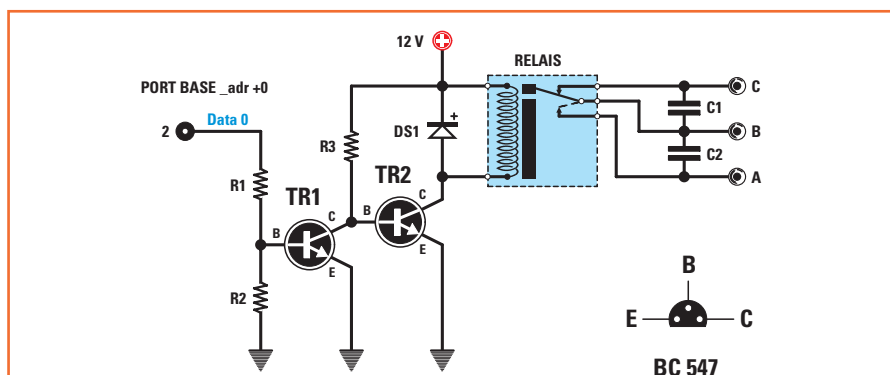 12 V
RELAIS
PORT BASE _adr +0
2
Data 0
C
C1
B
C2
A
DS1
+
R3
R1
TR1
TR2
C
B
C
B
E
E
R2
B
E
C
BC 547